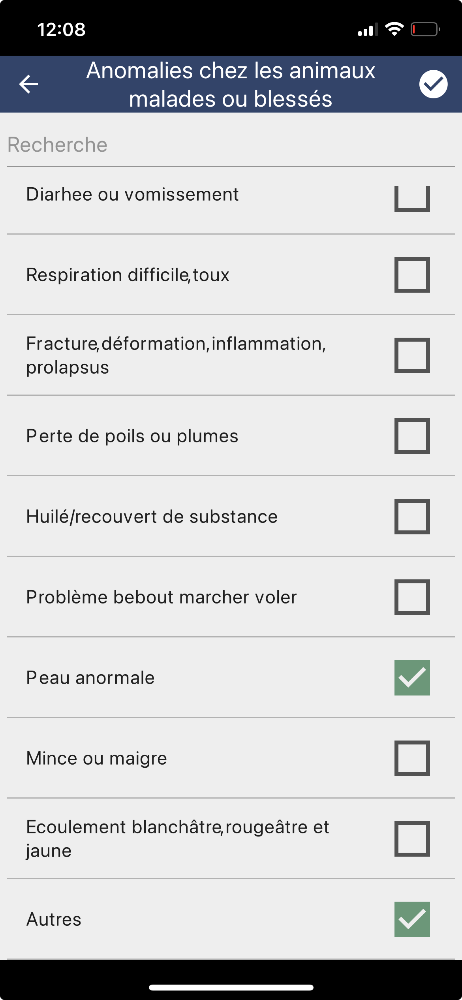 12:08
Anomalies chez les animaux
malades ou blessés
Recherche
Diarhee ou vomissement
Respiration difficile,toux
Fracture,déformation,inflammation,
prolapsus
Perte de poils ou plumes
Huilé/recouvert de substance
Problème bebout marcher voler
Peau anormale
Mince ou maigre
Ecoulement blanchâtre,rougeâtre et
jaune
Autres